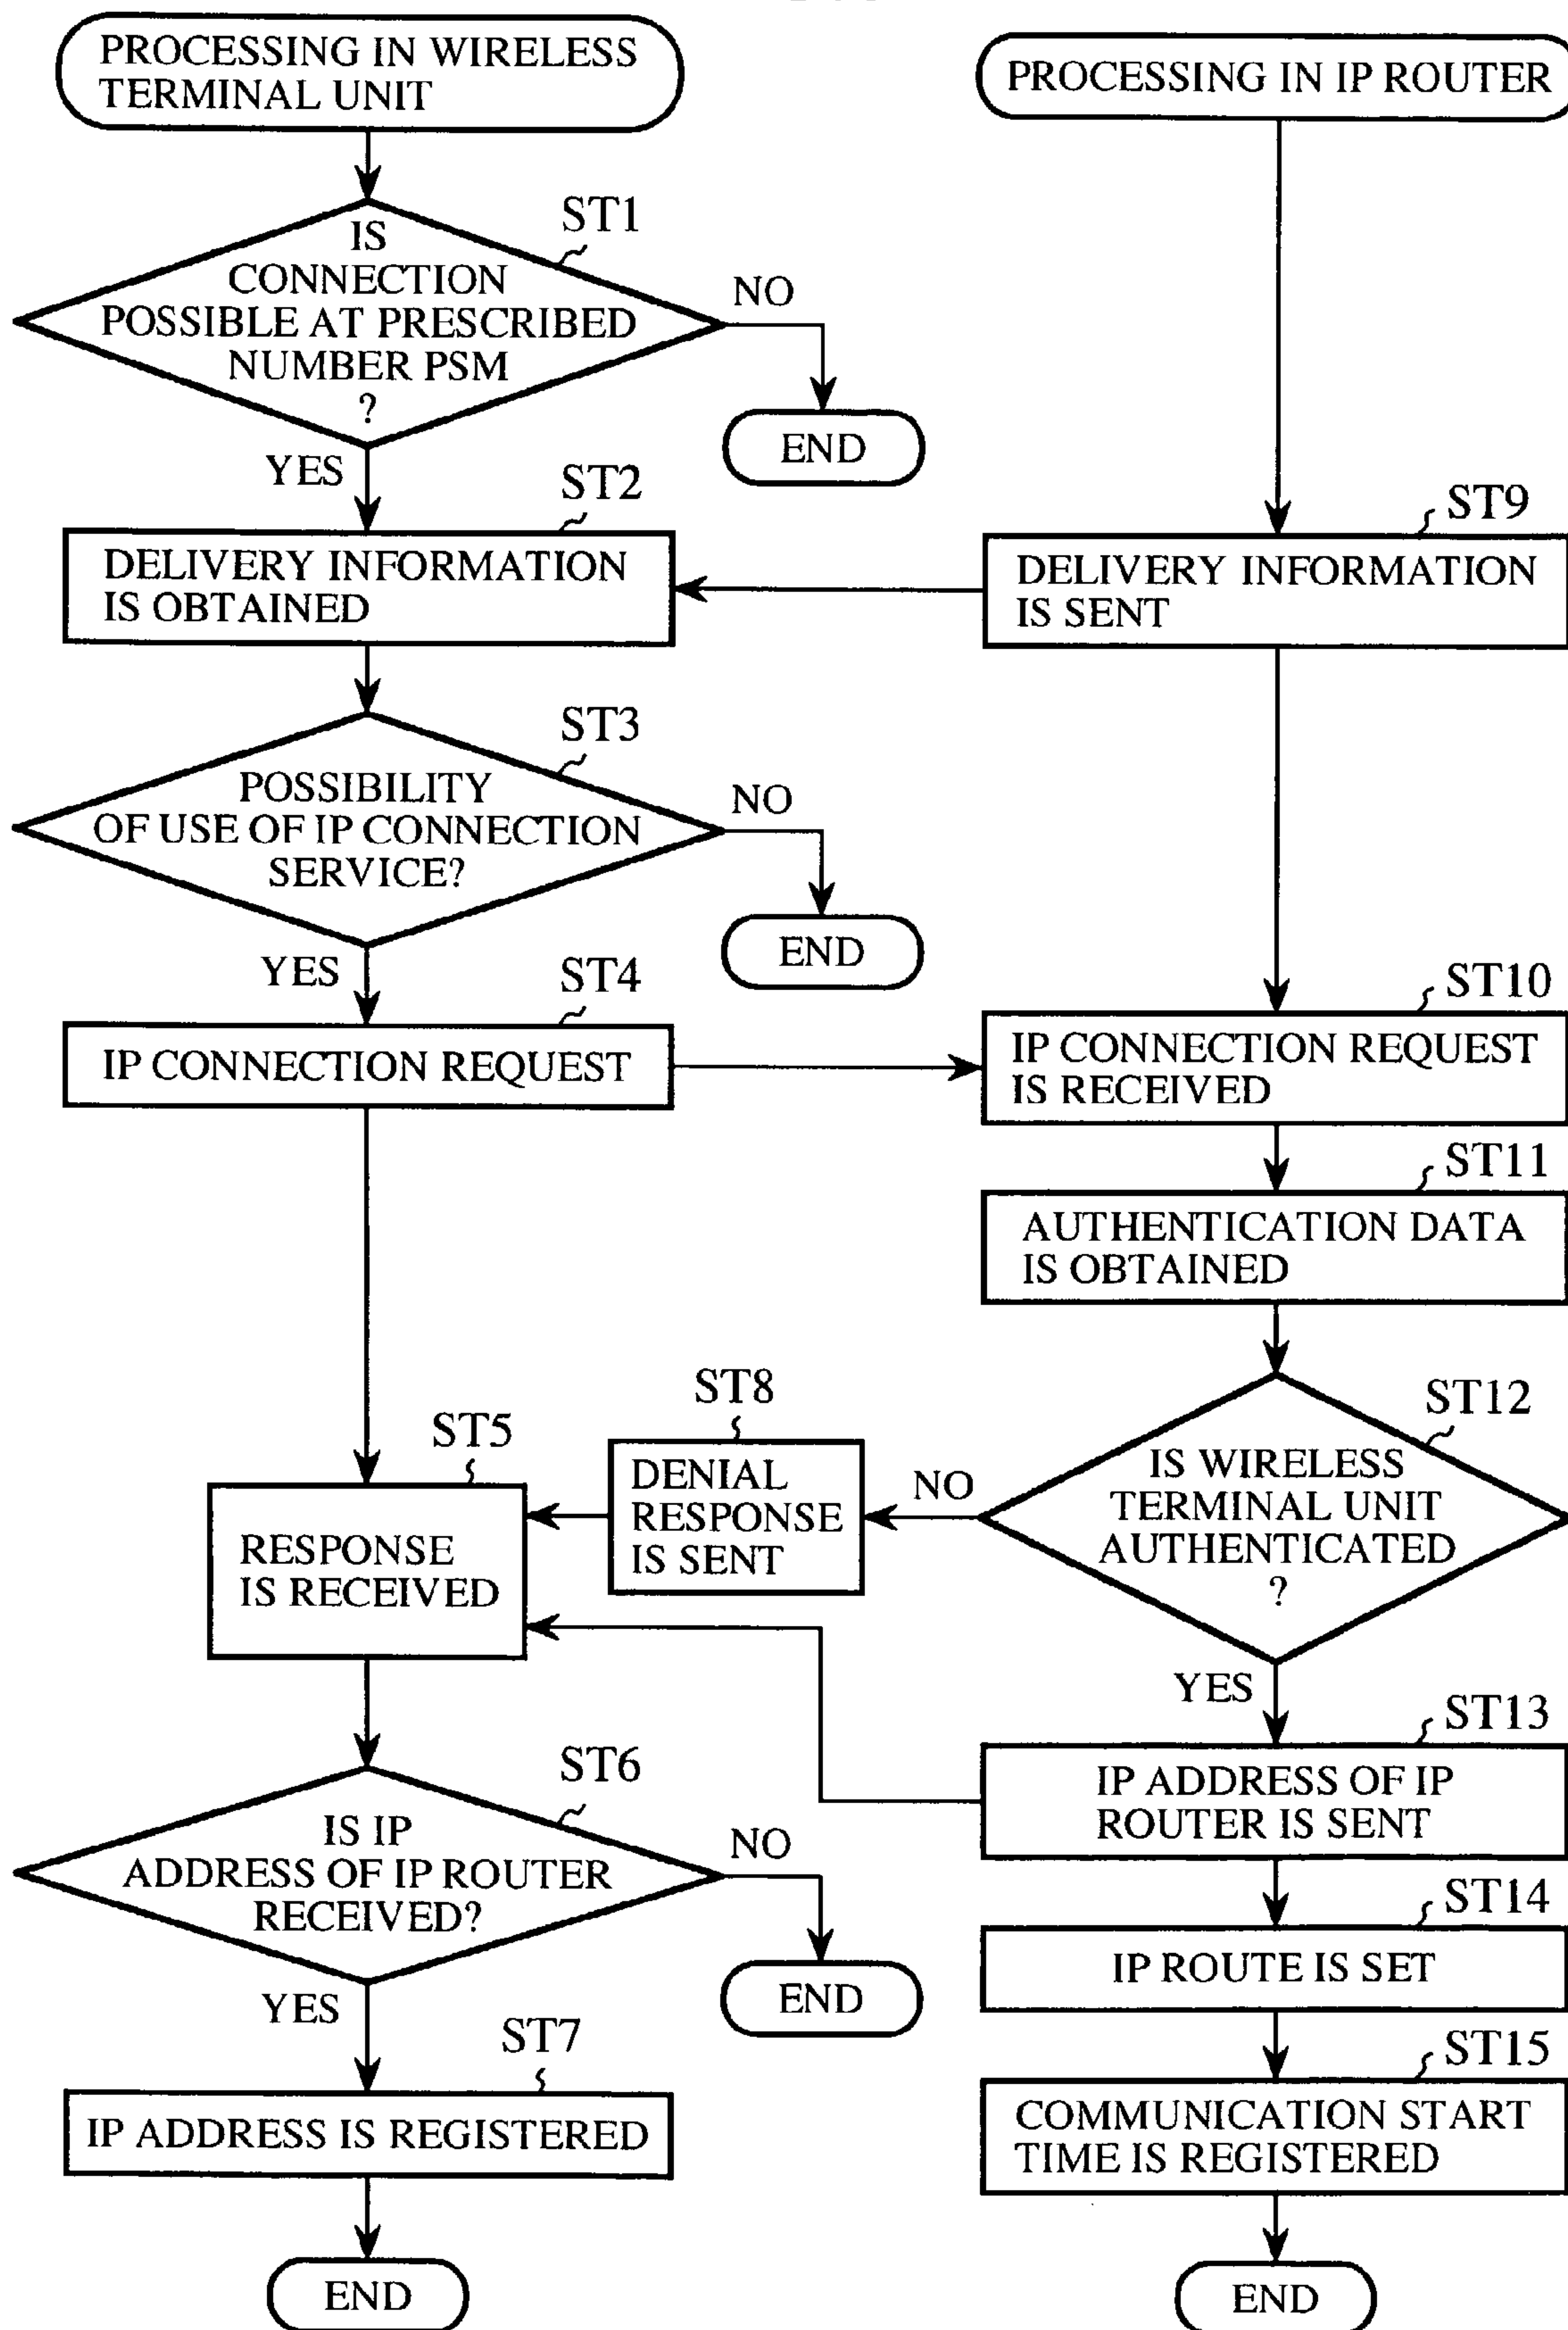 PROCESSING IN WIRELESS
TERMINAL UNIT
PROCESSING IN IP ROUTER
ST1
IS
CONNECTION
POSSIBLE AT PRESCRIBED
NUMBER PSM
?
NO
END
YES
ST2
DELIVERY INFORMATION
IS OBTAINED
ST9
DELIVERY INFORMATION
IS SENT
ST3
POSSIBILITY
OF USE OF IP CONNECTION
SERVICE?
NO
END
YES
ST4
IP CONNECTION REQUEST
ST10
IP CONNECTION REQUEST
IS RECEIVED
ST11
AUTHENTICATION DATA
IS OBTAINED
ST12
IS WIRELESS
TERMINAL UNIT
AUTHENTICATED
?
NO
ST8
DENIAL
RESPONSE
IS SENT
ST5
RESPONSE
IS RECEIVED
YES
ST13
IP ADDRESS OF IP
ROUTER IS SENT
ST6
IS IP
ADDRESS OF IP ROUTER
RECEIVED?
NO
END
YES
ST14
IP ROUTE IS SET
ST7
IP ADDRESS IS REGISTERED
END
ST15
COMMUNICATION START
TIME IS REGISTERED
END